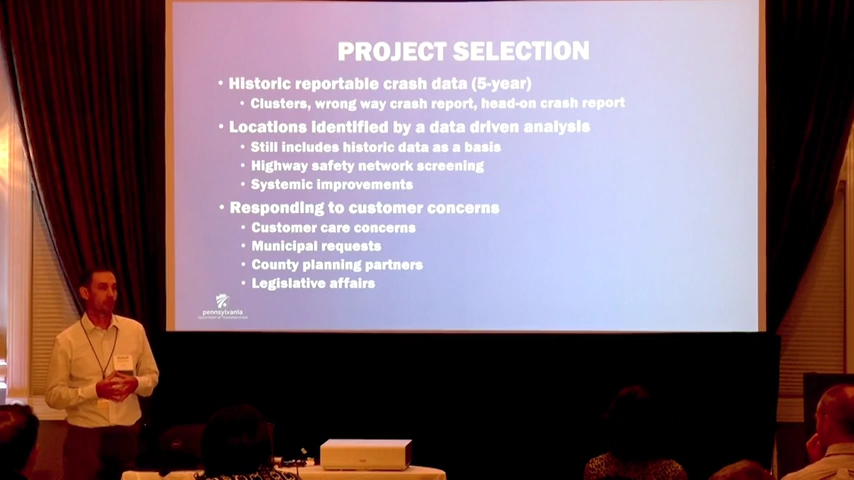 PROJECT SELECTION
• Historic reportable crash data (5-year)
• Clusters, wrong way crash report, head-on crash report
• Locations identified by a data driven analysis
• Still includes historic data as a basis
• Highway safety network screening
• Systemic improvements
• Responding to customer concerns
• Customer care concerns
• Municipal requests
• County planning partners
• Legislative affairs
pennsylvania